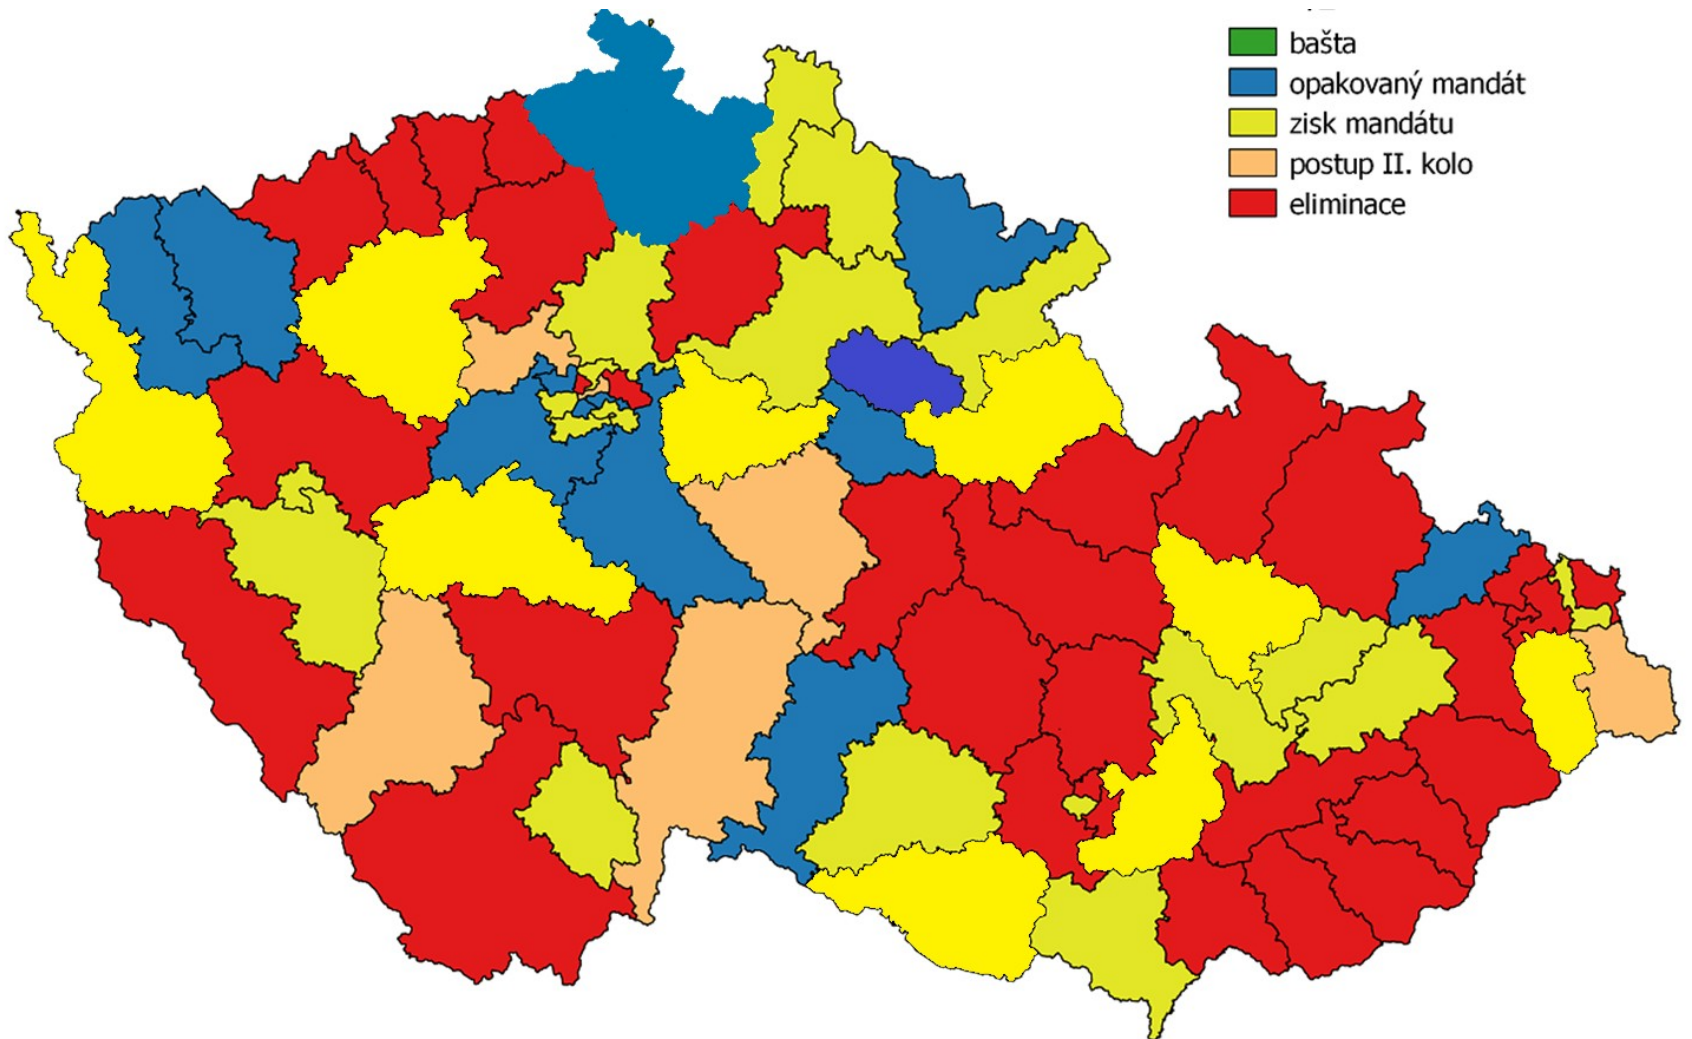 bašta
opakovaný mandát
zisk mandátu
postup II. kolo
eliminace